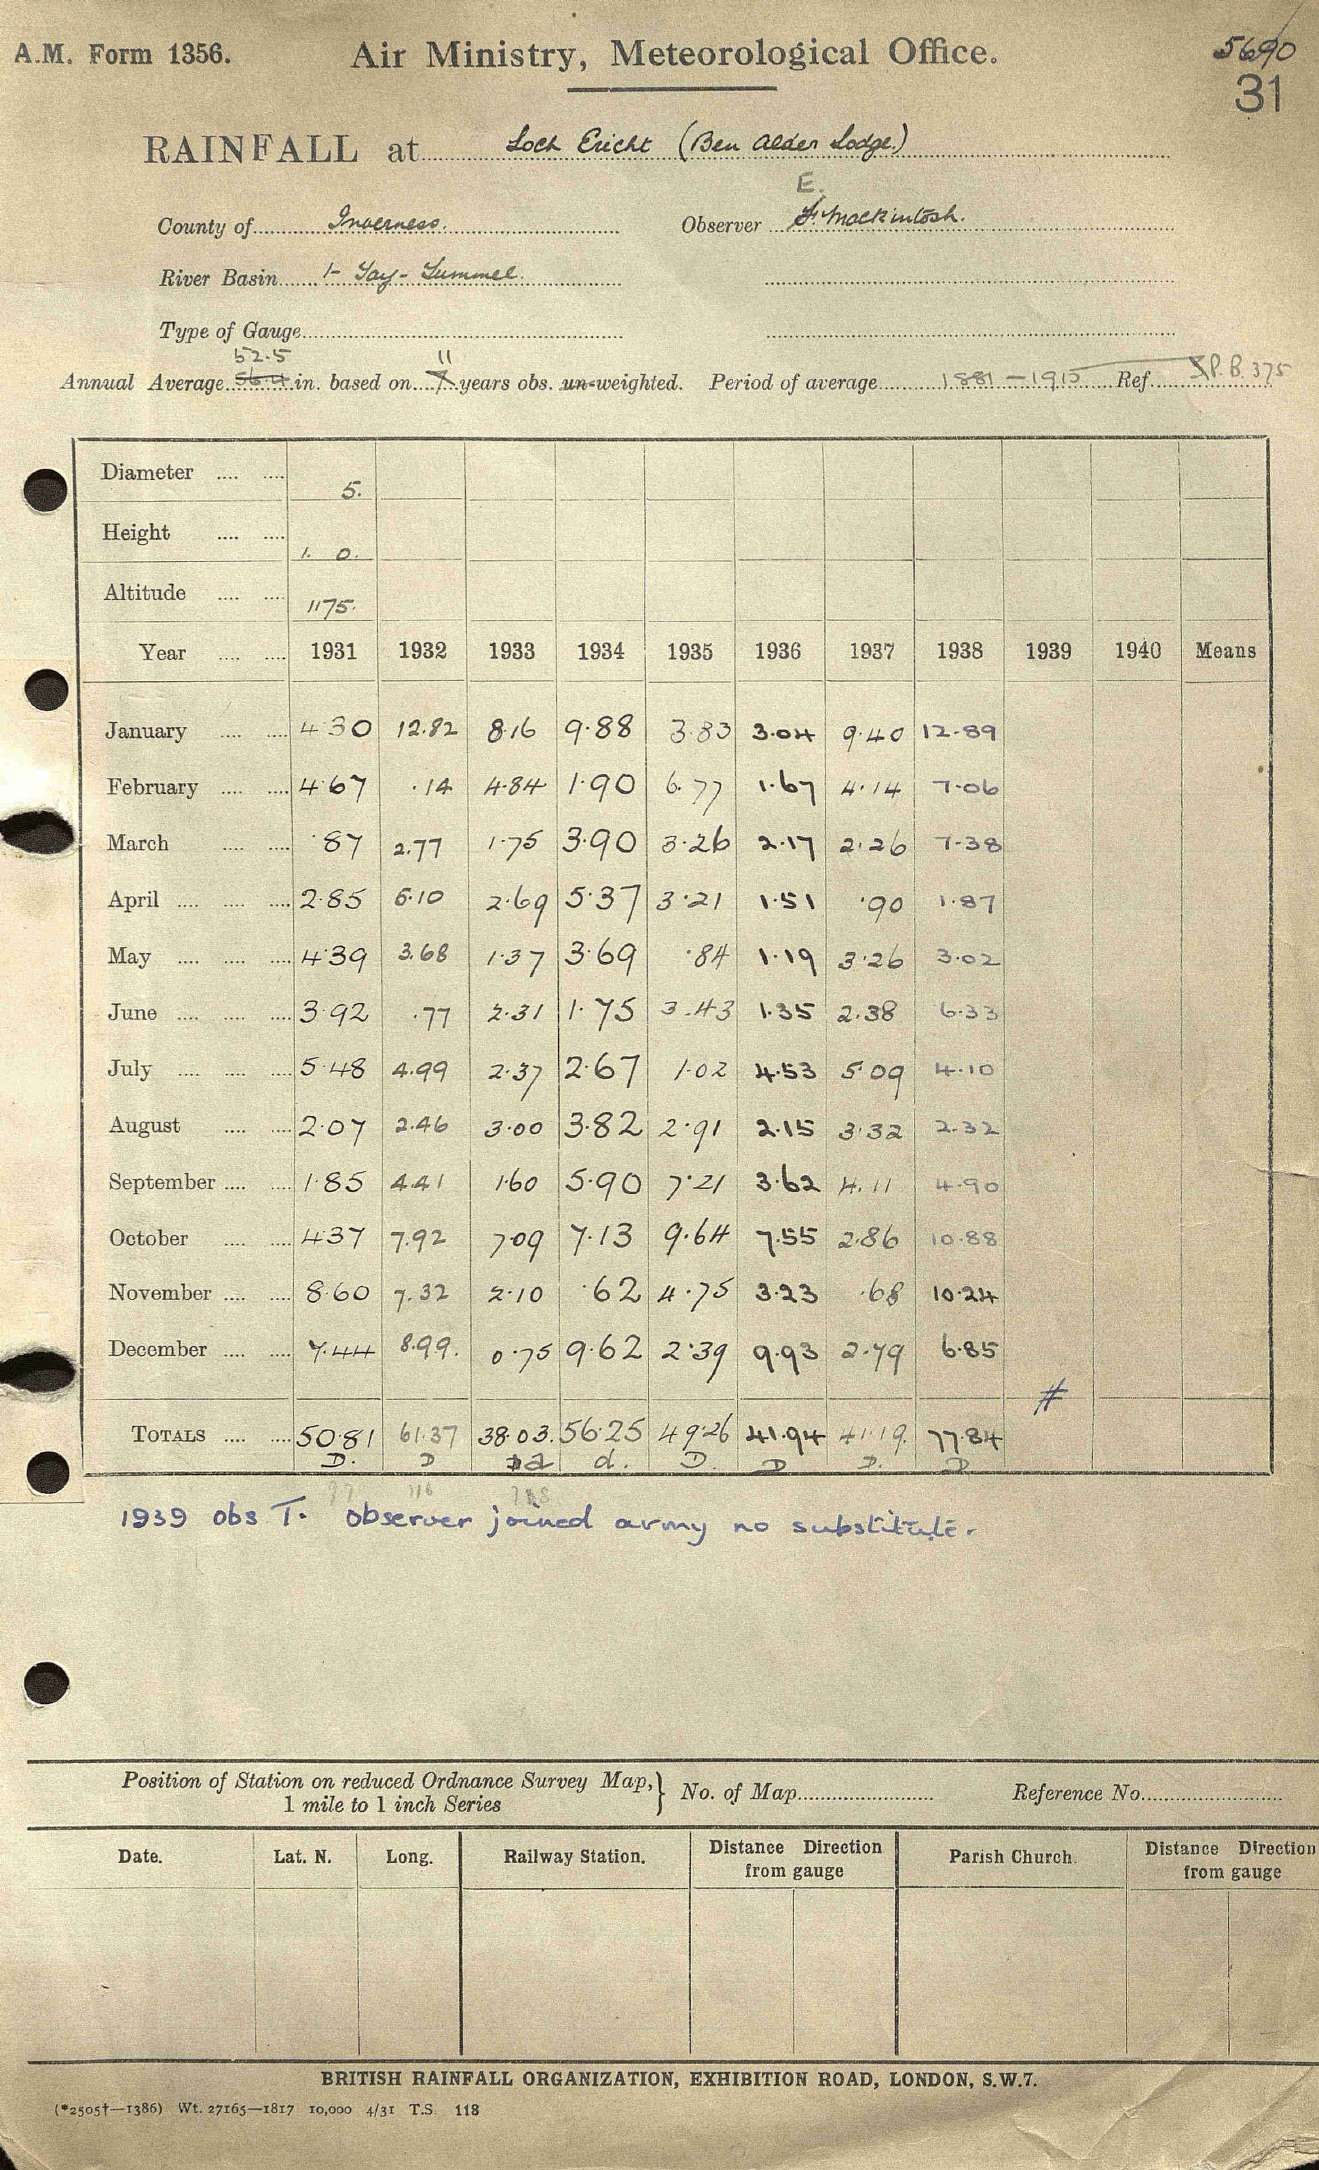 A.M. Form 1356. Air Ministry, Meteorological Office. 5690
31
RAINFALL at Loch Ericht (Ben Alder Lodge.)
E.
County of Inverness. Observer F. Mackintosh.
River Basin 1- Tay - Tummel.
Type of Gauge
52.5 11
Annual Average 56.4 in. based on 7 years obs. un-weighted. Period of average 1881-1915 Ref. P.B. 375
Diameter 5.
Height 1. 0.
Altitude 1175.
Year 1931 1932 1933 1934 1935 1936 1937 1938 1939 1940 Means
January 4.30 12.82 8.16 9.88 3.83 3.04 9.40 12.89
February 4.67 .14 4.84 1.90 6.77 1.67 4.14 7.06
March .87 2.77 1.75 3.90 3.26 2.17 2.26 7.38
April 2.85 5.10 2.69 5.37 3.21 1.51 .90 1.87
May 4.39 3.68 1.37 3.69 .84 1.19 3.26 3.02
June 3.92 .77 2.31 1.75 3.43 1.35 2.38 6.33
July 5.48 4.99 2.37 2.67 1.02 4.53 5.09 4.10
August 2.07 2.46 3.00 3.82 2.91 2.15 3.32 2.32
September 1.85 4.41 1.60 5.90 7.21 3.62 4.11 4.90
October 4.37 7.92 7.09 7.13 9.64 7.55 2.86 10.88
November 8.60 7.32 2.10 .62 4.75 3.23 .68 10.24
December 7.44 8.99. 0.75 9.62 2.39 9.93 2.79 6.85
#
TOTALS 50.81 61.37 38.03. 56.25 49.26 41.94 41.19. 77.84
D. D d d. D. D D. D
97 116
1939 obs T. observer joined army no substitute.
Position of Station on reduced Ordnance Survey Map, } No. of Map Reference No.
1 mile to 1 inch Series
Date. Lat. N. Long. Railway Station. Distance Direction Parish Church. Distance Direction
from gauge from gauge
BRITISH RAINFALL ORGANIZATION, EXHIBITION ROAD, LONDON, S.W.7.
(*2505†—1386) Wt. 27165—1817 10,000 4/31 T.S. 118